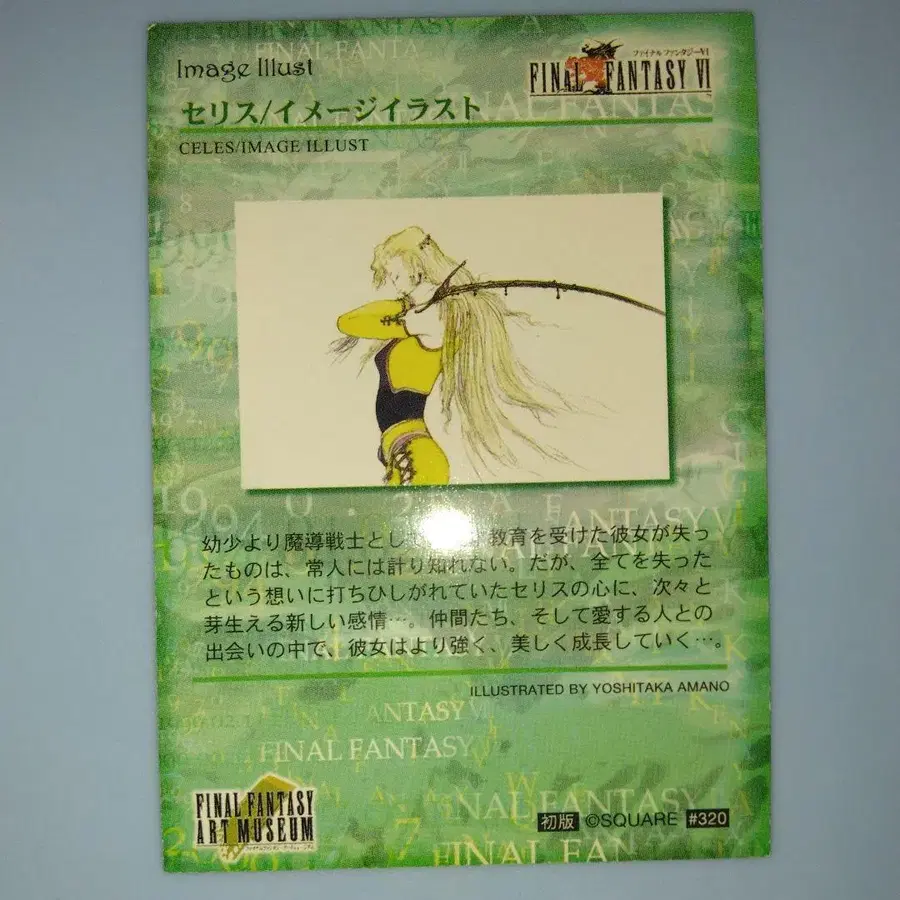 Image Illust
ファイナルファンタジーVI
FINAL FANTASY VI
セリス/イメージイラスト
CELES/IMAGE ILLUST
幼少より魔導戦士とし 教育を受けた彼女が失っ
たものは、常人には計り知れない。だが、全てを失った
という想いに打ちひしがれていたセリスの心に、次々と
芽生える新しい感情…。仲間たち、そして愛する人との
出会いの中で、彼女はより強く、美しく成長していく…。
ILLUSTRATED BY YOSHITAKA AMANO
FANTASY VI
FINAL FANTASY
FINAL FANTASY
ART MUSEUM
初版 ©SQUARE #320